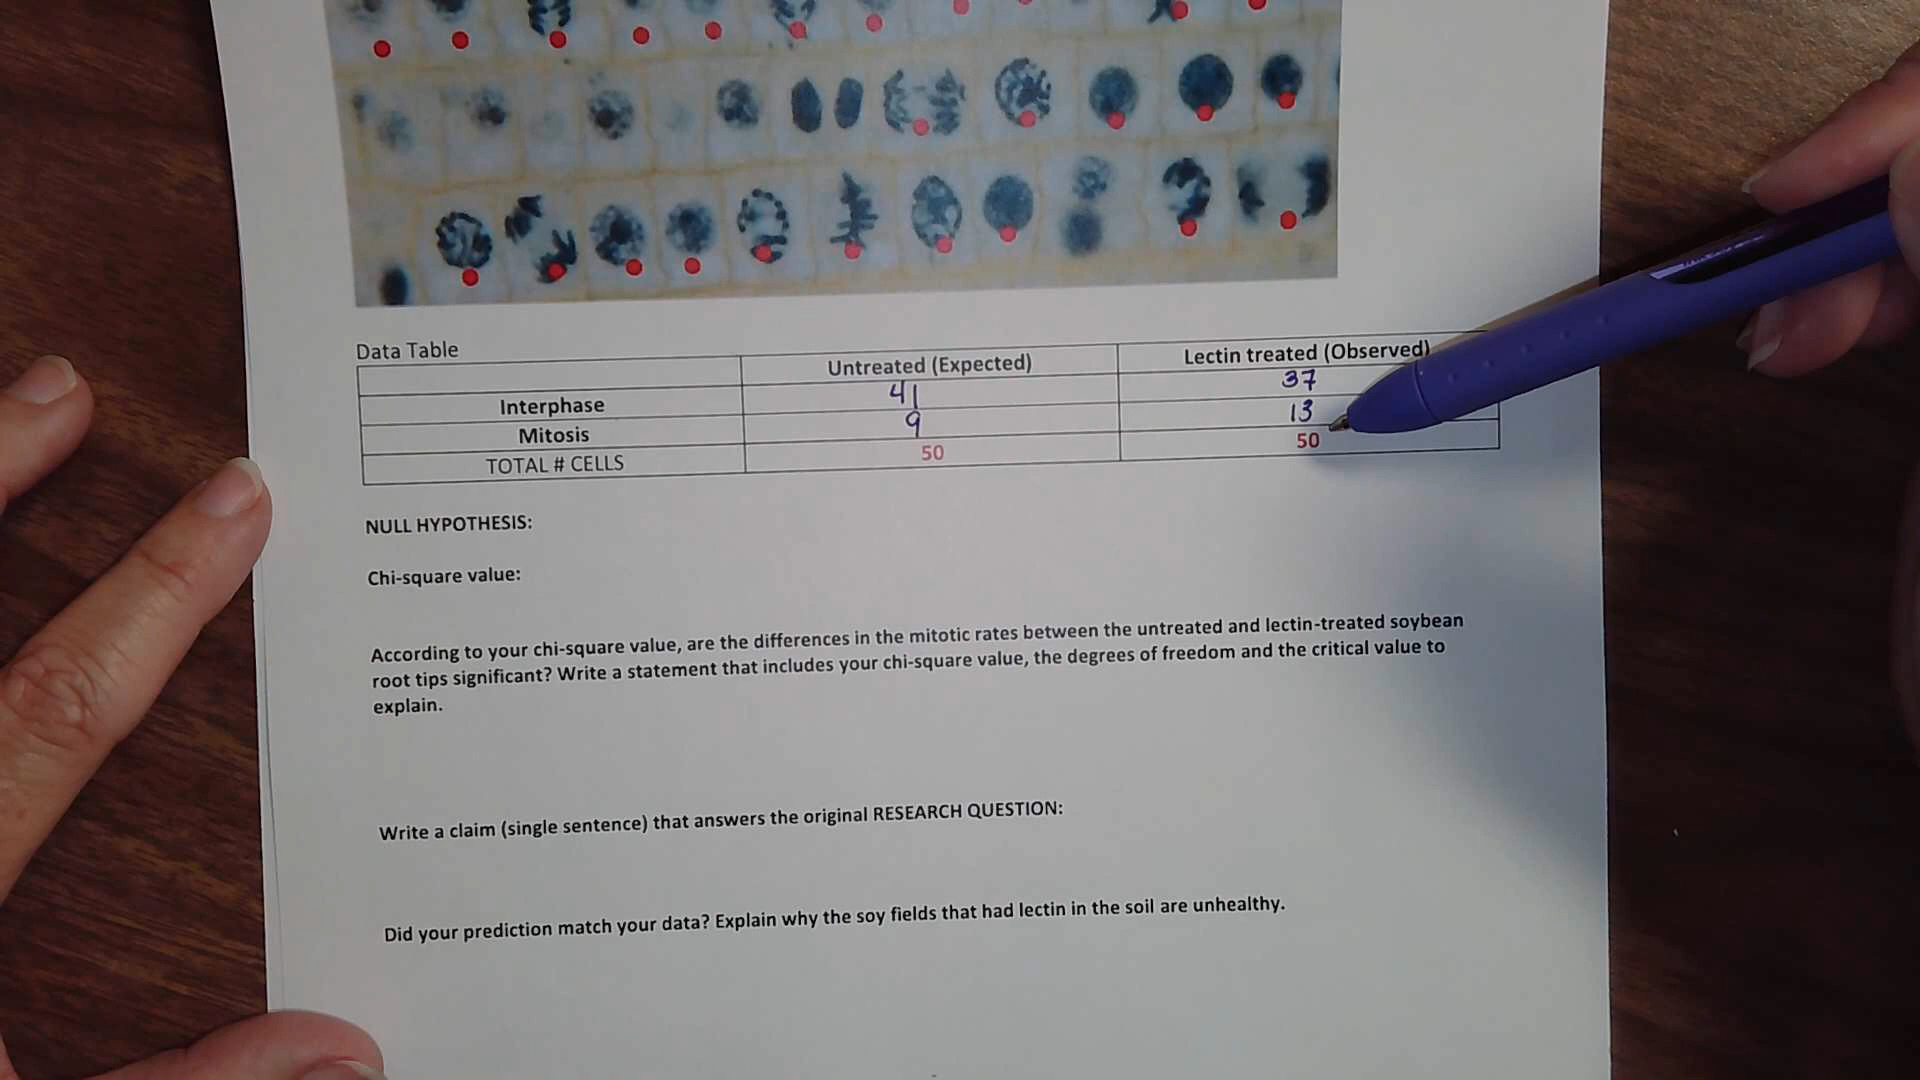 Data Table
Untreated (Expected) Lectin treated (Observed)
Interphase 41 37
Mitosis 9 13
TOTAL # CELLS 50 50
NULL HYPOTHESIS:
Chi-square value:
According to your chi-square value, are the differences in the mitotic rates between the untreated and lectin-treated soybean
root tips significant? Write a statement that includes your chi-square value, the degrees of freedom and the critical value to
explain.
Write a claim (single sentence) that answers the original RESEARCH QUESTION:
Did your prediction match your data? Explain why the soy fields that had lectin in the soil are unhealthy.